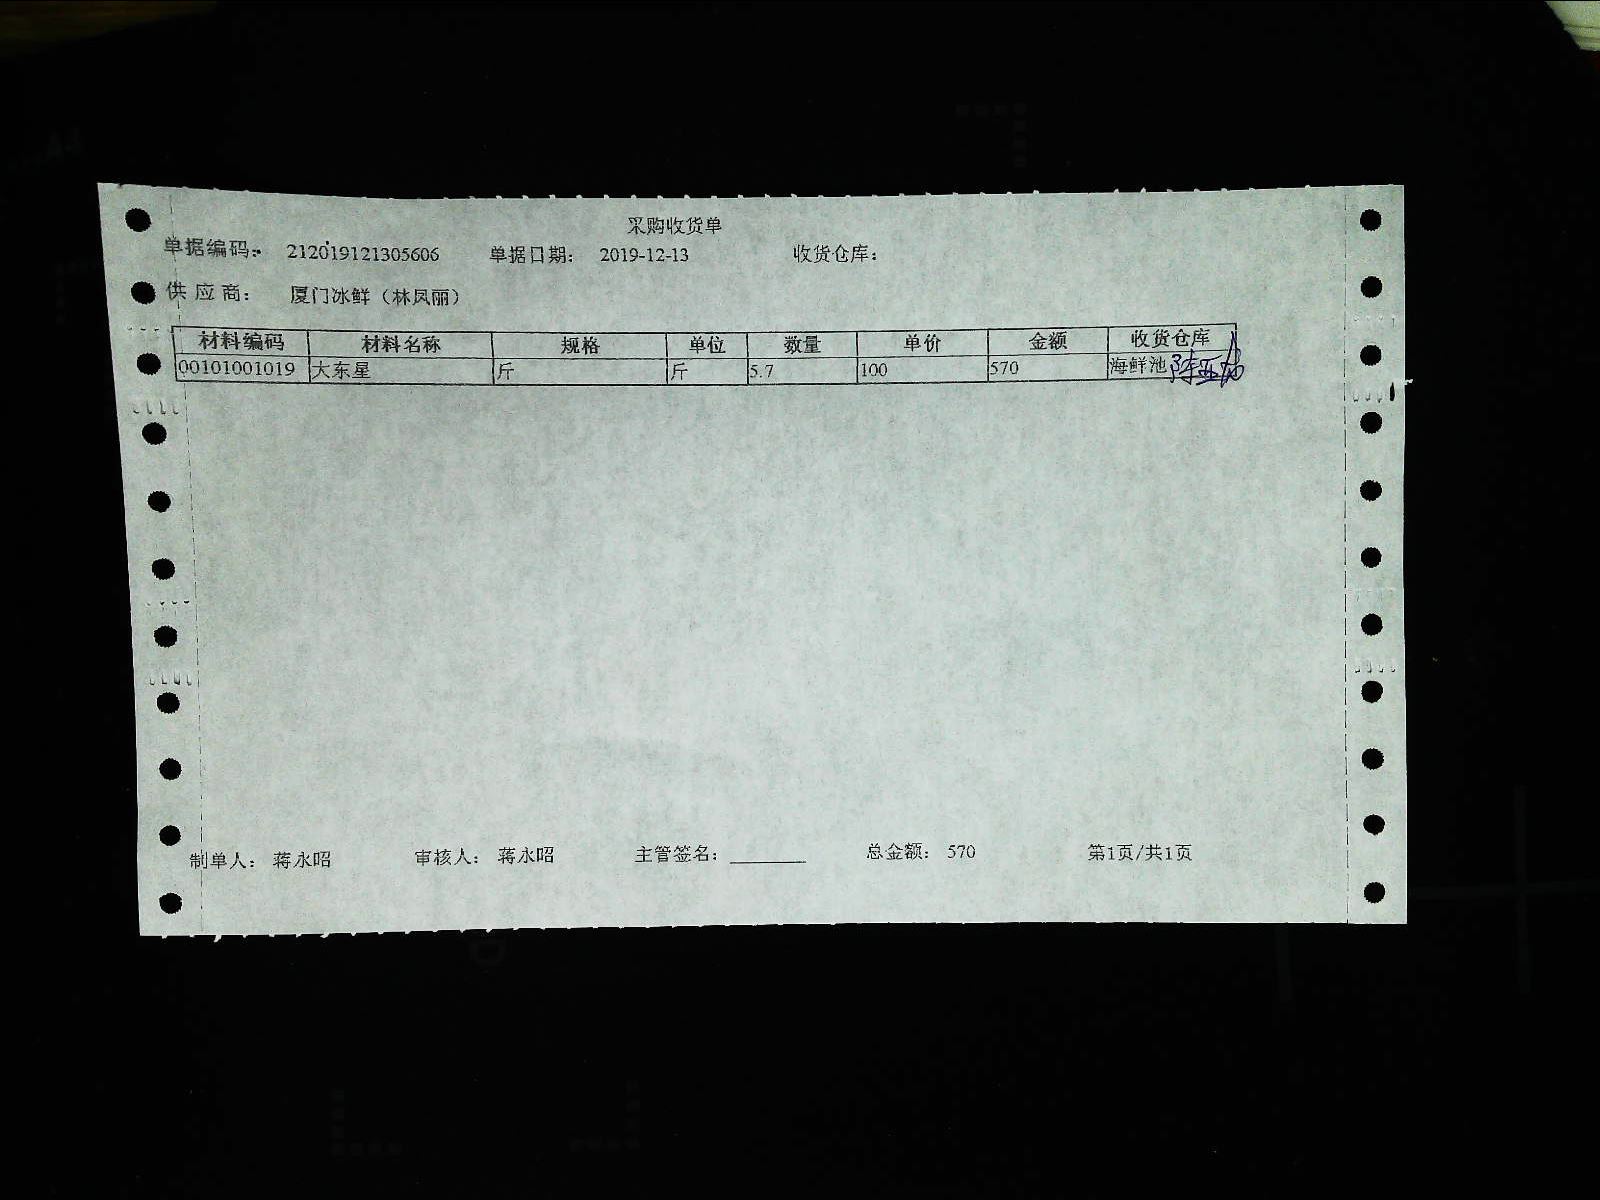 采购收货单
单据编码: 212019121305606 单据日期: 2019-12-13 收货仓库:
供应商: 厦门冰鲜（林凤丽）
材料编码 材料名称 规格 单位 数量 单价 金额 收货仓库
00101001019 大东星 斤 斤 5.7 100 570 海鲜池
制单人: 蒋永昭 审核人: 蒋永昭 主管签名: 总金额: 570 第1页/共1页